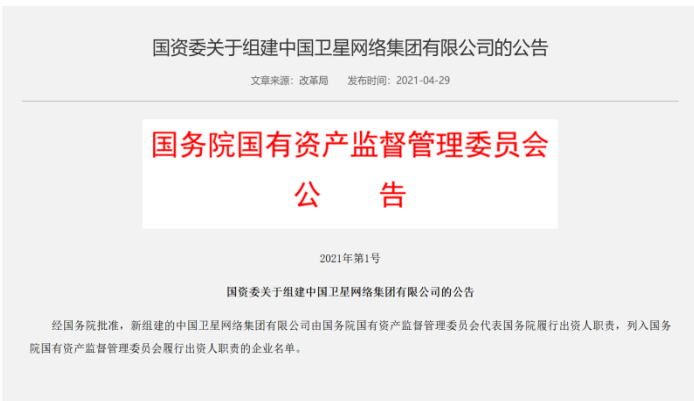 国资委关于组建中国卫星网络集团有限公司的公告
文章来源：改革局 发布时间：2021-04-29
国务院国有资产监督管理委员会
公 告
2021年第1号
国资委关于组建中国卫星网络集团有限公司的公告
经国务院批准，新组建的中国卫星网络集团有限公司由国务院国有资产监督管理委员会代表国务院履行出资人职责，列入国务
院国有资产监督管理委员会履行出资人职责的企业名单。